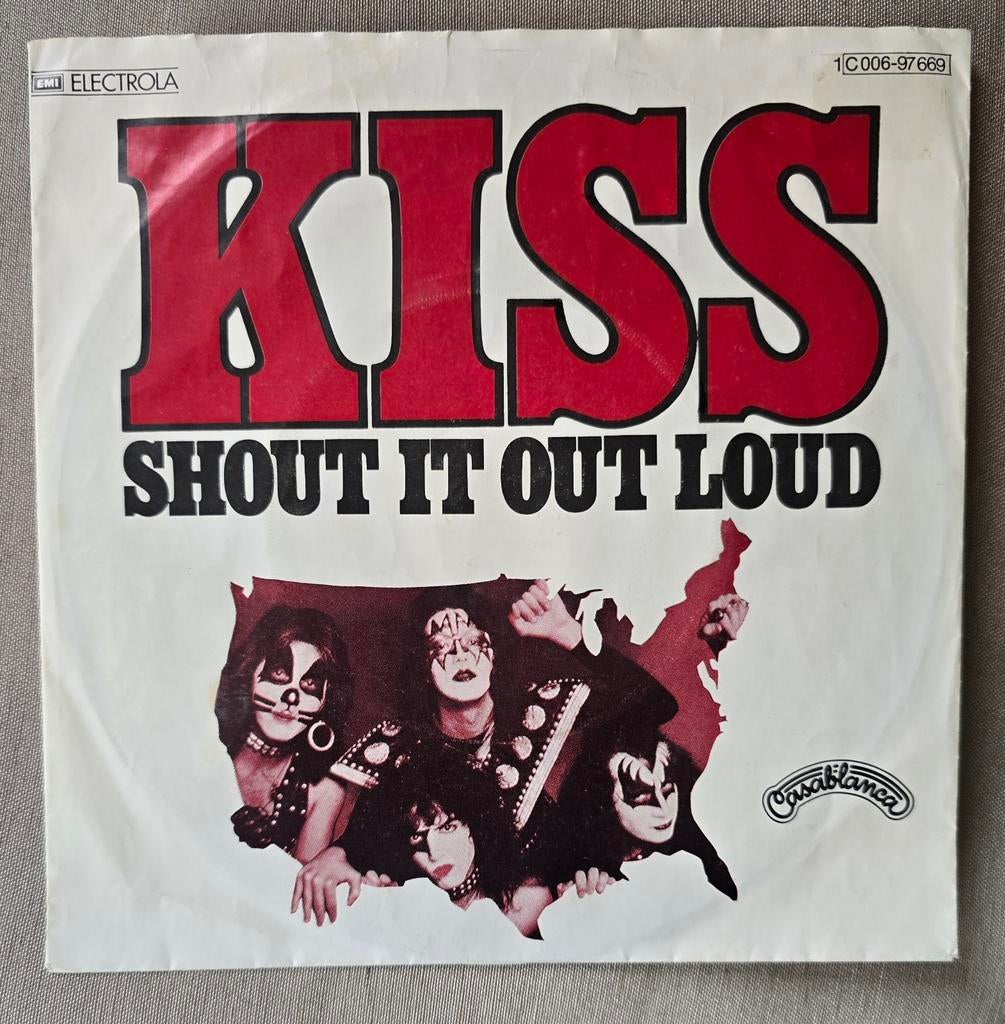 EMI ELECTROLA
1C 006-97 669
KISS
SHOUT IT OUT LOUD
Casablanca